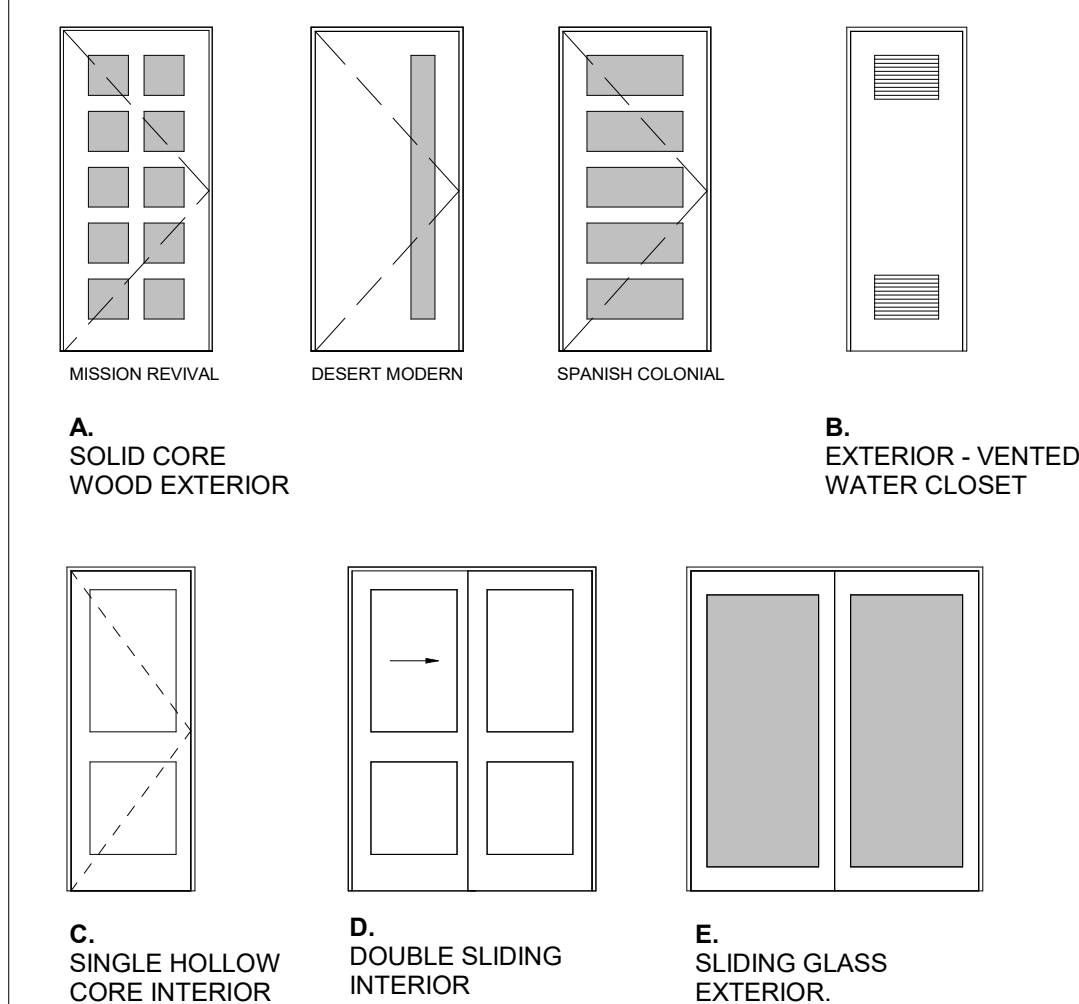 MISSION REVIVAL
DESERT MODERN
SPANISH COLONIAL
A.
SOLID CORE
WOOD EXTERIOR
B.
EXTERIOR - VENTED
WATER CLOSET
C.
SINGLE HOLLOW
CORE INTERIOR
D.
DOUBLE SLIDING
INTERIOR
E.
SLIDING GLASS
EXTERIOR.